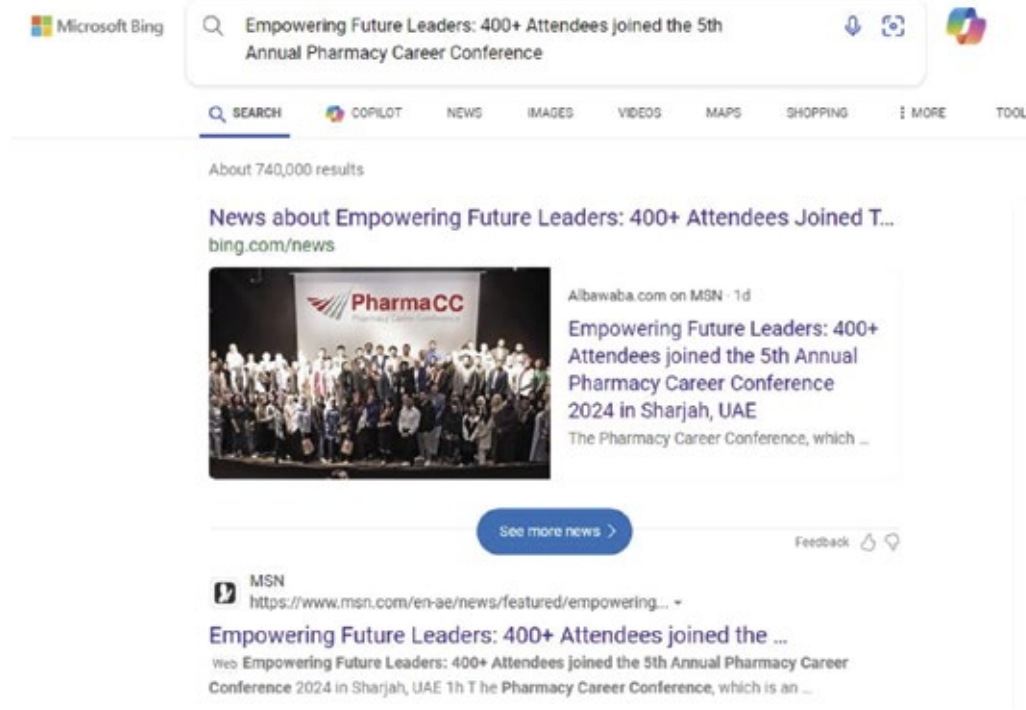 Microsoft Bing
Empowering Future Leaders: 400+ Attendees joined the 5th
Annual Pharmacy Career Conference
SEARCH COPILOT NEWS IMAGES VIDEOS MAPS SHOPPING MORE TOOL
About 740,000 results
News about Empowering Future Leaders: 400+ Attendees Joined T...
bing.com/news
PharmaCC
Pharmacy Career Conference
Albawaba.com on MSN · 1d
Empowering Future Leaders: 400+
Attendees joined the 5th Annual
Pharmacy Career Conference
2024 in Sharjah, UAE
The Pharmacy Career Conference, which ...
See more news
Feedback
MSN
https://www.msn.com/en-ae/news/featured/empowering...
Empowering Future Leaders: 400+ Attendees joined the ...
Web Empowering Future Leaders: 400+ Attendees joined the 5th Annual Pharmacy Career
Conference 2024 in Sharjah, UAE 1h T he Pharmacy Career Conference, which is an ...